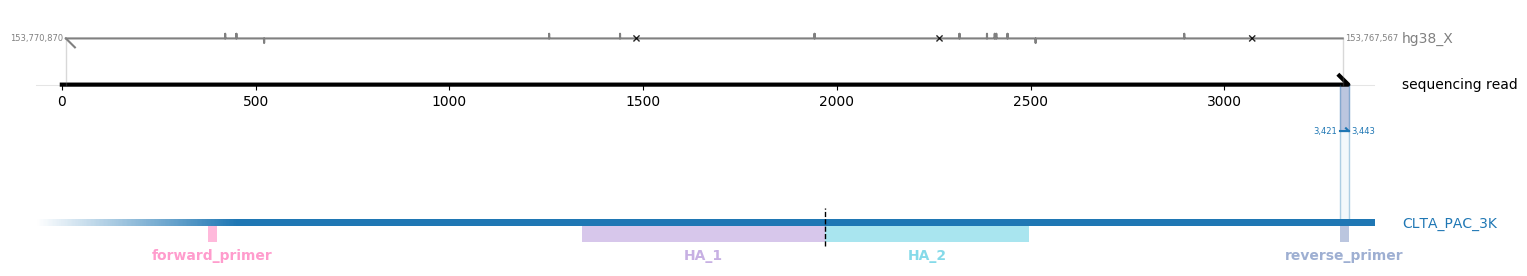 153,770,870 153,767,567 hg38_X
sequencing read
0 500 1000 1500 2000 2500 3000
3,421 3,443
CLTA_PAC_3K
forward_primer HA_1 HA_2 reverse_primer